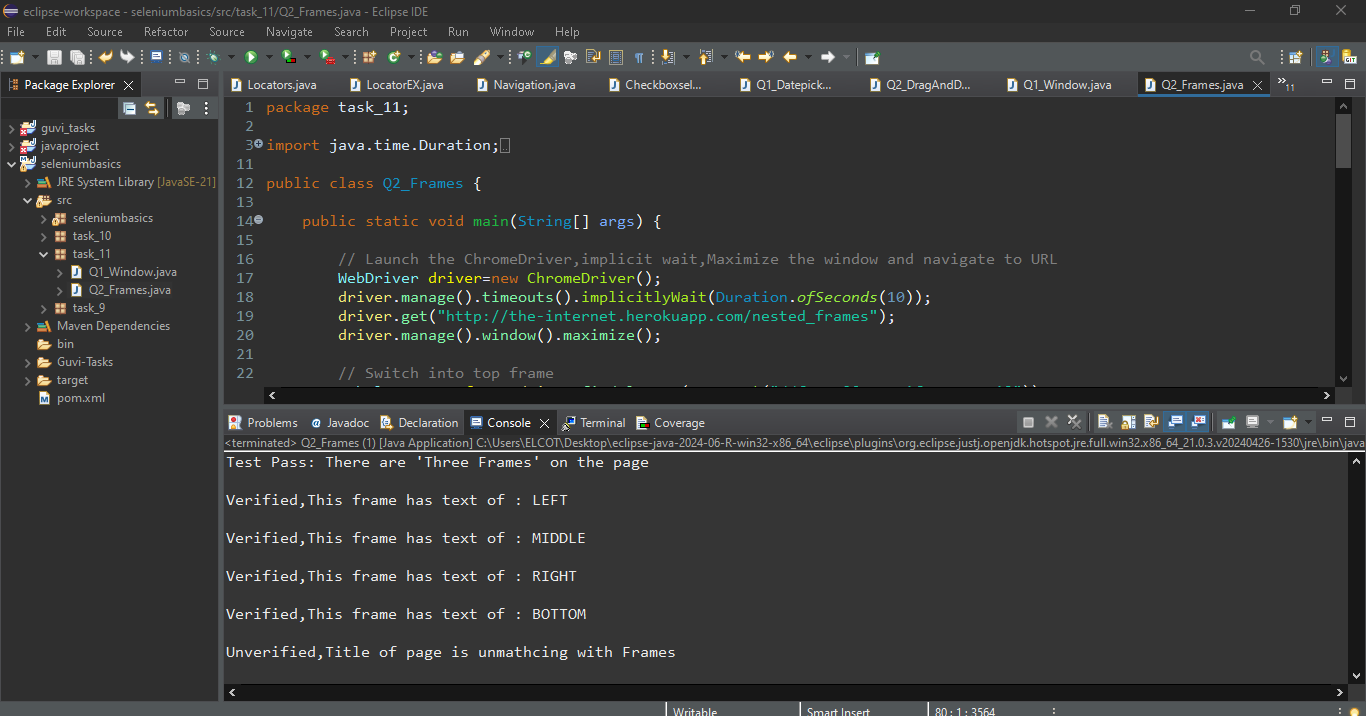 eclipse-workspace - seleniumbasics/src/task_11/Q2_Frames.java - Eclipse IDE
File Edit Source Refactor Source Navigate Search Project Run Window Help
Package Explorer
guvi_tasks
javaproject
seleniumbasics
JRE System Library [JavaSE-21]
src
seleniumbasics
task_10
task_11
Q1_Window.java
Q2_Frames.java
task_9
Maven Dependencies
bin
Guvi-Tasks
target
pom.xml
Locators.java LocatorEX.java Navigation.java Checkboxsel... Q1_Datepick... Q2_DragAndD... Q1_Window.java Q2_Frames.java »11
1 package task_11;
2
3 import java.time.Duration;
11
12 public class Q2_Frames {
13
14 public static void main(String[] args) {
15
16 // Launch the ChromeDriver,implicit wait,Maximize the window and navigate to URL
17 WebDriver driver=new ChromeDriver();
18 driver.manage().timeouts().implicitlyWait(Duration.ofSeconds(10));
19 driver.get("http://the-internet.herokuapp.com/nested_frames");
20 driver.manage().window().maximize();
21
22 // Switch into top frame
Problems Javadoc Declaration Console Terminal Coverage
<terminated> Q2_Frames (1) [Java Application] C:\Users\ELCOT\Desktop\eclipse-java-2024-06-R-win32-x86_64\eclipse\plugins\org.eclipse.justj.openjdk.hotspot.jre.full.win32.x86_64_21.0.3.v20240426-1530\jre\bin\java
Test Pass: There are 'Three Frames' on the page
Verified,This frame has text of : LEFT
Verified,This frame has text of : MIDDLE
Verified,This frame has text of : RIGHT
Verified,This frame has text of : BOTTOM
Unverified,Title of page is unmathcing with Frames
Writable Smart Insert 80 : 1 : 3564